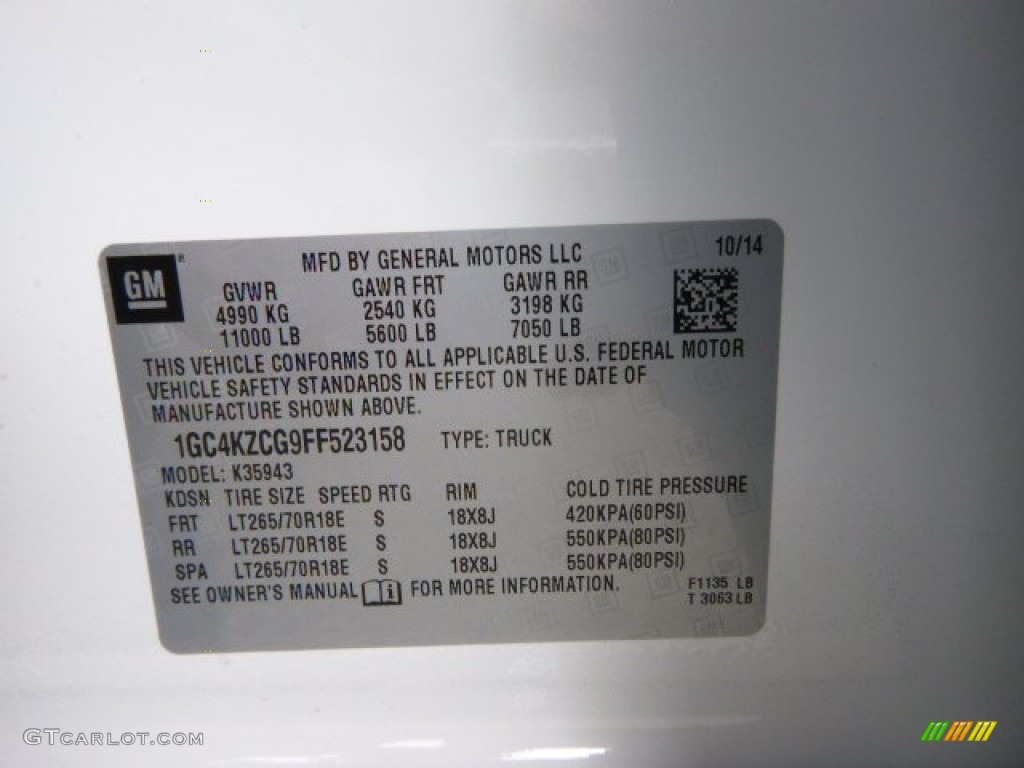 MFD BY GENERAL MOTORS LLC 10/14
GM
GVWR GAWR FRT GAWR RR
4990 KG 2540 KG 3198 KG
11000 LB 5600 LB 7050 LB
THIS VEHICLE CONFORMS TO ALL APPLICABLE U.S. FEDERAL MOTOR
VEHICLE SAFETY STANDARDS IN EFFECT ON THE DATE OF
MANUFACTURE SHOWN ABOVE.
1GC4KZCG9FF523158 TYPE: TRUCK
MODEL: K35943
KDSN TIRE SIZE SPEED RTG RIM COLD TIRE PRESSURE
FRT LT265/70R18E S 18X8J 420KPA(60PSI)
RR LT265/70R18E S 18X8J 550KPA(80PSI)
SPA LT265/70R18E S 18X8J 550KPA(80PSI)
SEE OWNER'S MANUAL i FOR MORE INFORMATION.
F1135 LB
T 3063 LB
GTCARLOT.COM